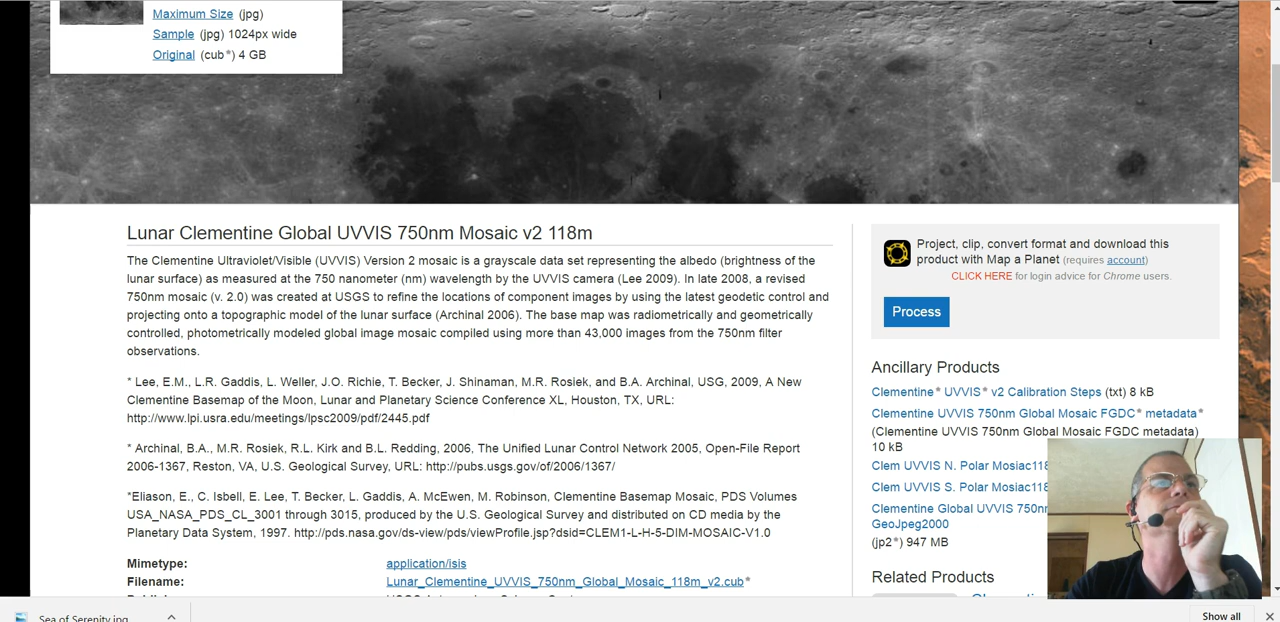 Maximum Size (jpg)
Sample (jpg) 1024px wide
Original (cub*) 4 GB
Lunar Clementine Global UVVIS 750nm Mosaic v2 118m
The Clementine Ultraviolet/Visible (UVVIS) Version 2 mosaic is a grayscale data set representing the albedo (brightness of the
lunar surface) as measured at the 750 nanometer (nm) wavelength by the UVVIS camera (Lee 2009). In late 2008, a revised
750nm mosaic (v. 2.0) was created at USGS to refine the locations of component images by using the latest geodetic control and
projecting onto a topographic model of the lunar surface (Archinal 2006). The base map was radiometrically and geometrically
controlled, photometrically modeled global image mosaic compiled using more than 43,000 images from the 750nm filter
observations.
* Lee, E.M., L.R. Gaddis, L. Weller, J.O. Richie, T. Becker, J. Shinaman, M.R. Rosiek, and B.A. Archinal, USG, 2009, A New
Clementine Basemap of the Moon, Lunar and Planetary Science Conference XL, Houston, TX, URL:
http://www.lpi.usra.edu/meetings/lpsc2009/pdf/2445.pdf
* Archinal, B.A., M.R. Rosiek, R.L. Kirk and B.L. Redding, 2006, The Unified Lunar Control Network 2005, Open-File Report
2006-1367, Reston, VA, U.S. Geological Survey, URL: http://pubs.usgs.gov/of/2006/1367/
*Eliason, E., C. Isbell, E. Lee, T. Becker, L. Gaddis, A. McEwen, M. Robinson, Clementine Basemap Mosaic, PDS Volumes
USA_NASA_PDS_CL_3001 through 3015, produced by the U.S. Geological Survey and distributed on CD media by the
Planetary Data System, 1997. http://pds.nasa.gov/ds-view/pds/viewProfile.jsp?dsid=CLEM1-L-H-5-DIM-MOSAIC-V1.0
Mimetype: application/isis
Filename: Lunar_Clementine_UVVIS_750nm_Global_Mosaic_118m_v2.cub*
Project, clip, convert format and download this
product with Map a Planet (requires account)
CLICK HERE for login advice for Chrome users.
Process
Ancillary Products
Clementine* UVVIS* v2 Calibration Steps (txt) 8 kB
Clementine UVVIS 750nm Global Mosaic FGDC* metadata*
(Clementine UVVIS 750nm Global Mosaic FGDC metadata)
10 kB
Clem UVVIS N. Polar Mosiac118
Clem UVVIS S. Polar Mosiac118
Clementine Global UVVIS 750nm
GeoJpeg2000
(jp2*) 947 MB
Related Products
Sea of Serenity.jpg
Show all